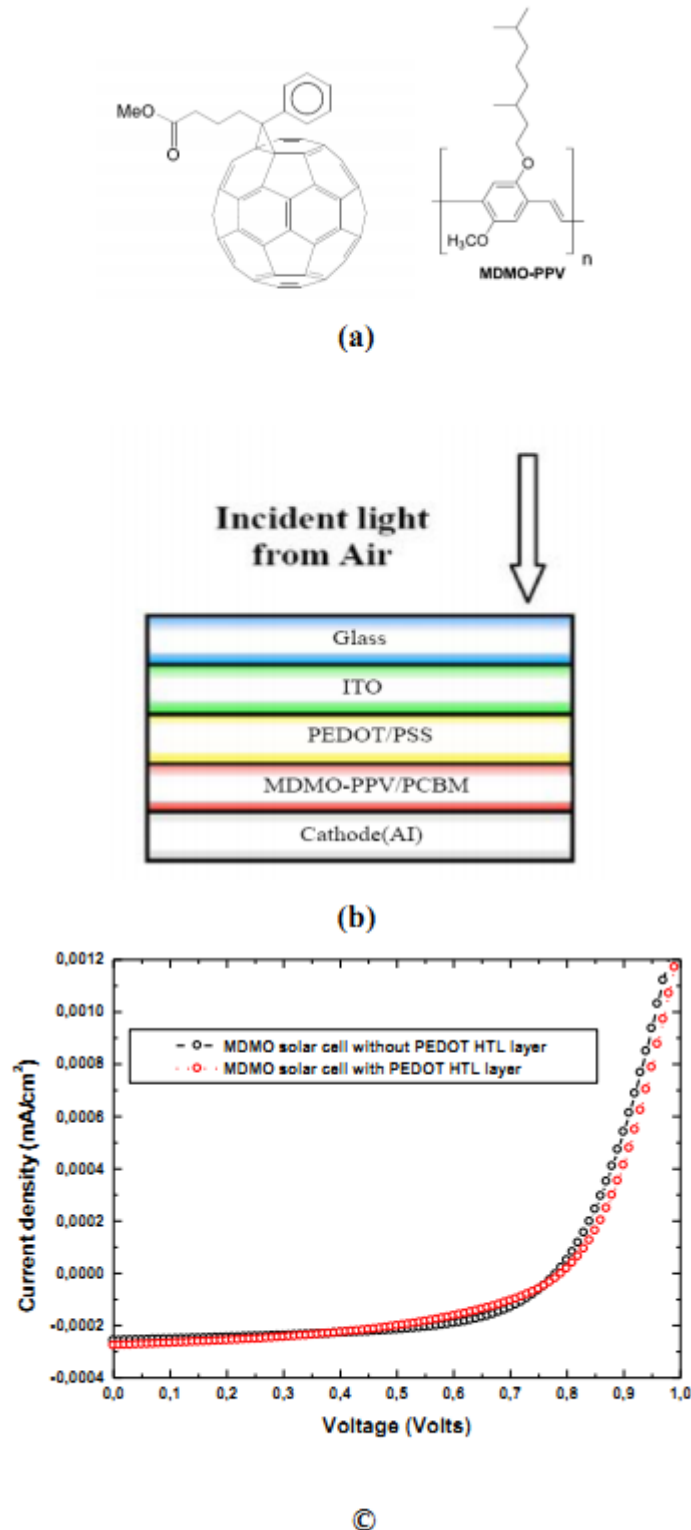 MeO
O
O
H₃CO
n
MDMO-PPV
(a)
Incident light
from Air
Glass
ITO
PEDOT/PSS
MDMO-PPV/PCBM
Cathode(AI)
(b)
0,0012
0,0010
0,0008
0,0006
0,0004
0,0002
0,0000
-0,0002
-0,0004
Current density (mA/cm²)
MDMO solar cell without PEDOT HTL layer
MDMO solar cell with PEDOT HTL layer
0,0 0,1 0,2 0,3 0,4 0,5 0,6 0,7 0,8 0,9 1,0
Voltage (Volts)
©